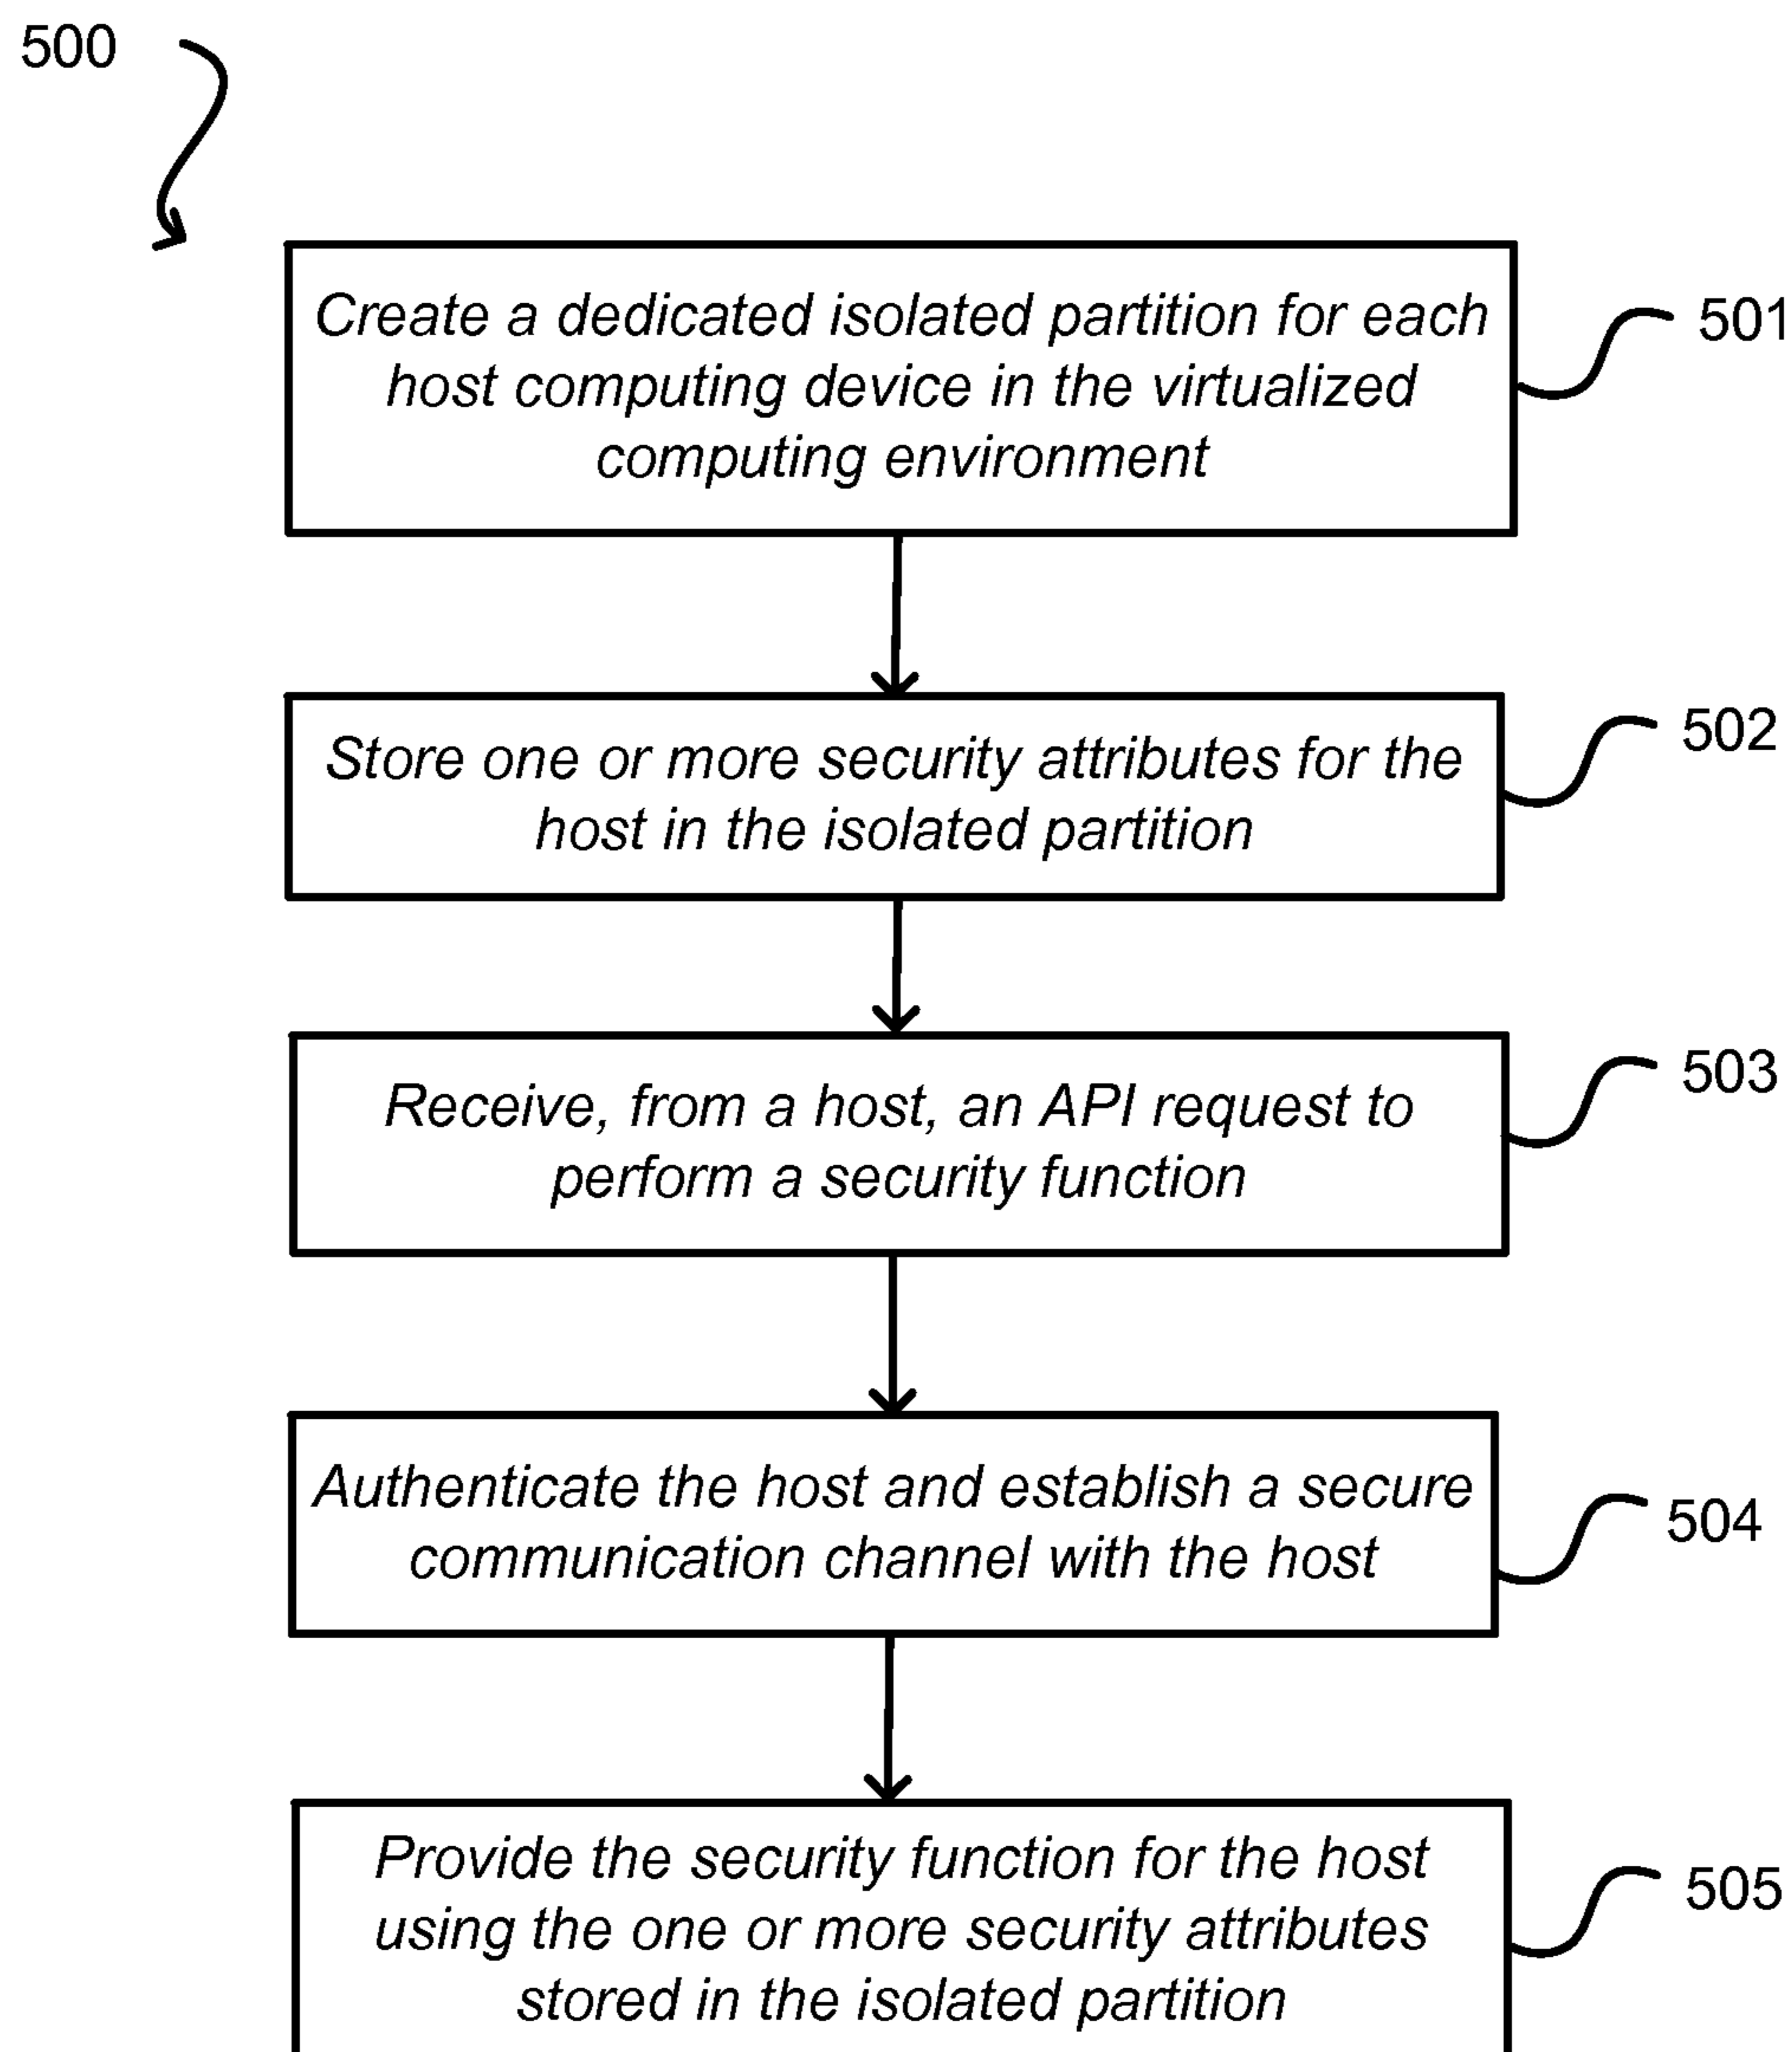 500
Create a dedicated isolated partition for each
host computing device in the virtualized
computing environment
501
Store one or more security attributes for the
host in the isolated partition
502
Receive, from a host, an API request to
perform a security function
503
Authenticate the host and establish a secure
communication channel with the host
504
Provide the security function for the host
using the one or more security attributes
stored in the isolated partition
505